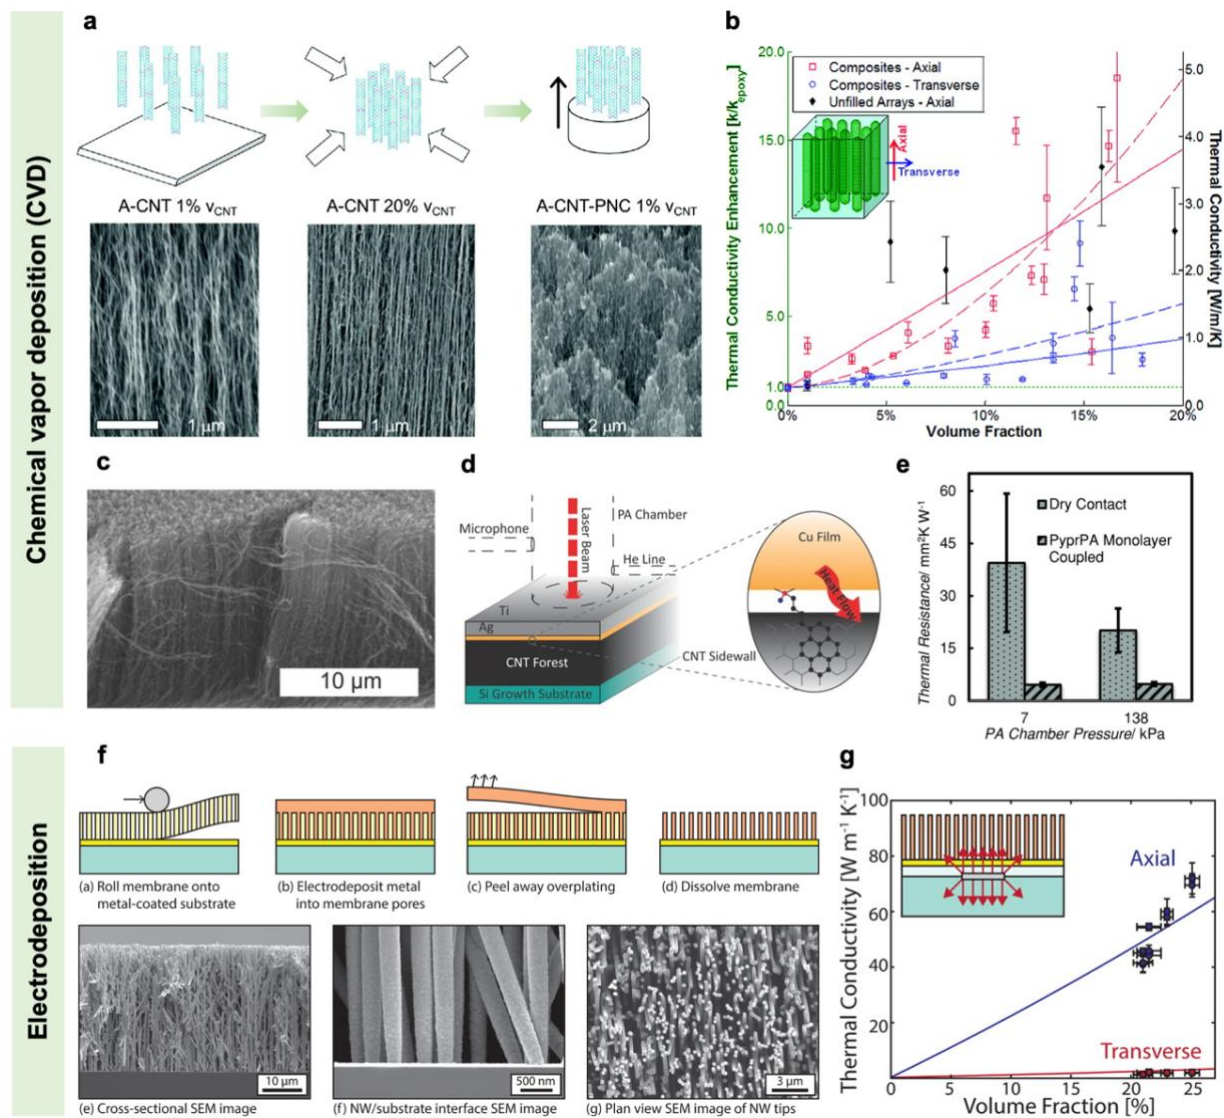 Chemical vapor deposition (CVD)
a
A-CNT 1% vCNT
A-CNT 20% vCNT
A-CNT-PNC 1% vCNT
1 μm
1 μm
2 μm
b
Thermal Conductivity Enhancement [k/kepoxy]
20.0
15.0
10.0
5.0
1.0
0.0
Composites - Axial
Composites - Transverse
Unfilled Arrays - Axial
Axial
Transverse
5.0
4.0
3.0
2.0
1.0
0.0
Thermal Conductivity [W/m/K]
0%
5%
10%
15%
20%
Volume Fraction
c
10 μm
d
Microphone
Laser Beam
PA Chamber
He Line
Ti
Ag
CNT Forest
Si Growth Substrate
CNT Sidewall
Cu Film
Heat Flow
e
Thermal Resistance/ mm²K W⁻¹
60
45
30
15
0
Dry Contact
PyprPA Monolayer
Coupled
7
138
PA Chamber Pressure/ kPa
Electrodeposition
f
(a) Roll membrane onto
metal-coated substrate
(b) Electrodeposit metal
into membrane pores
(c) Peel away overplating
(d) Dissolve membrane
10 μm
500 nm
3 μm
(e) Cross-sectional SEM image
(f) NW/substrate interface SEM image
(g) Plan view SEM image of NW tips
g
Thermal Conductivity [W m⁻¹ K⁻¹]
100
80
60
40
20
Axial
Transverse
0
5
10
15
20
25
Volume Fraction [%]